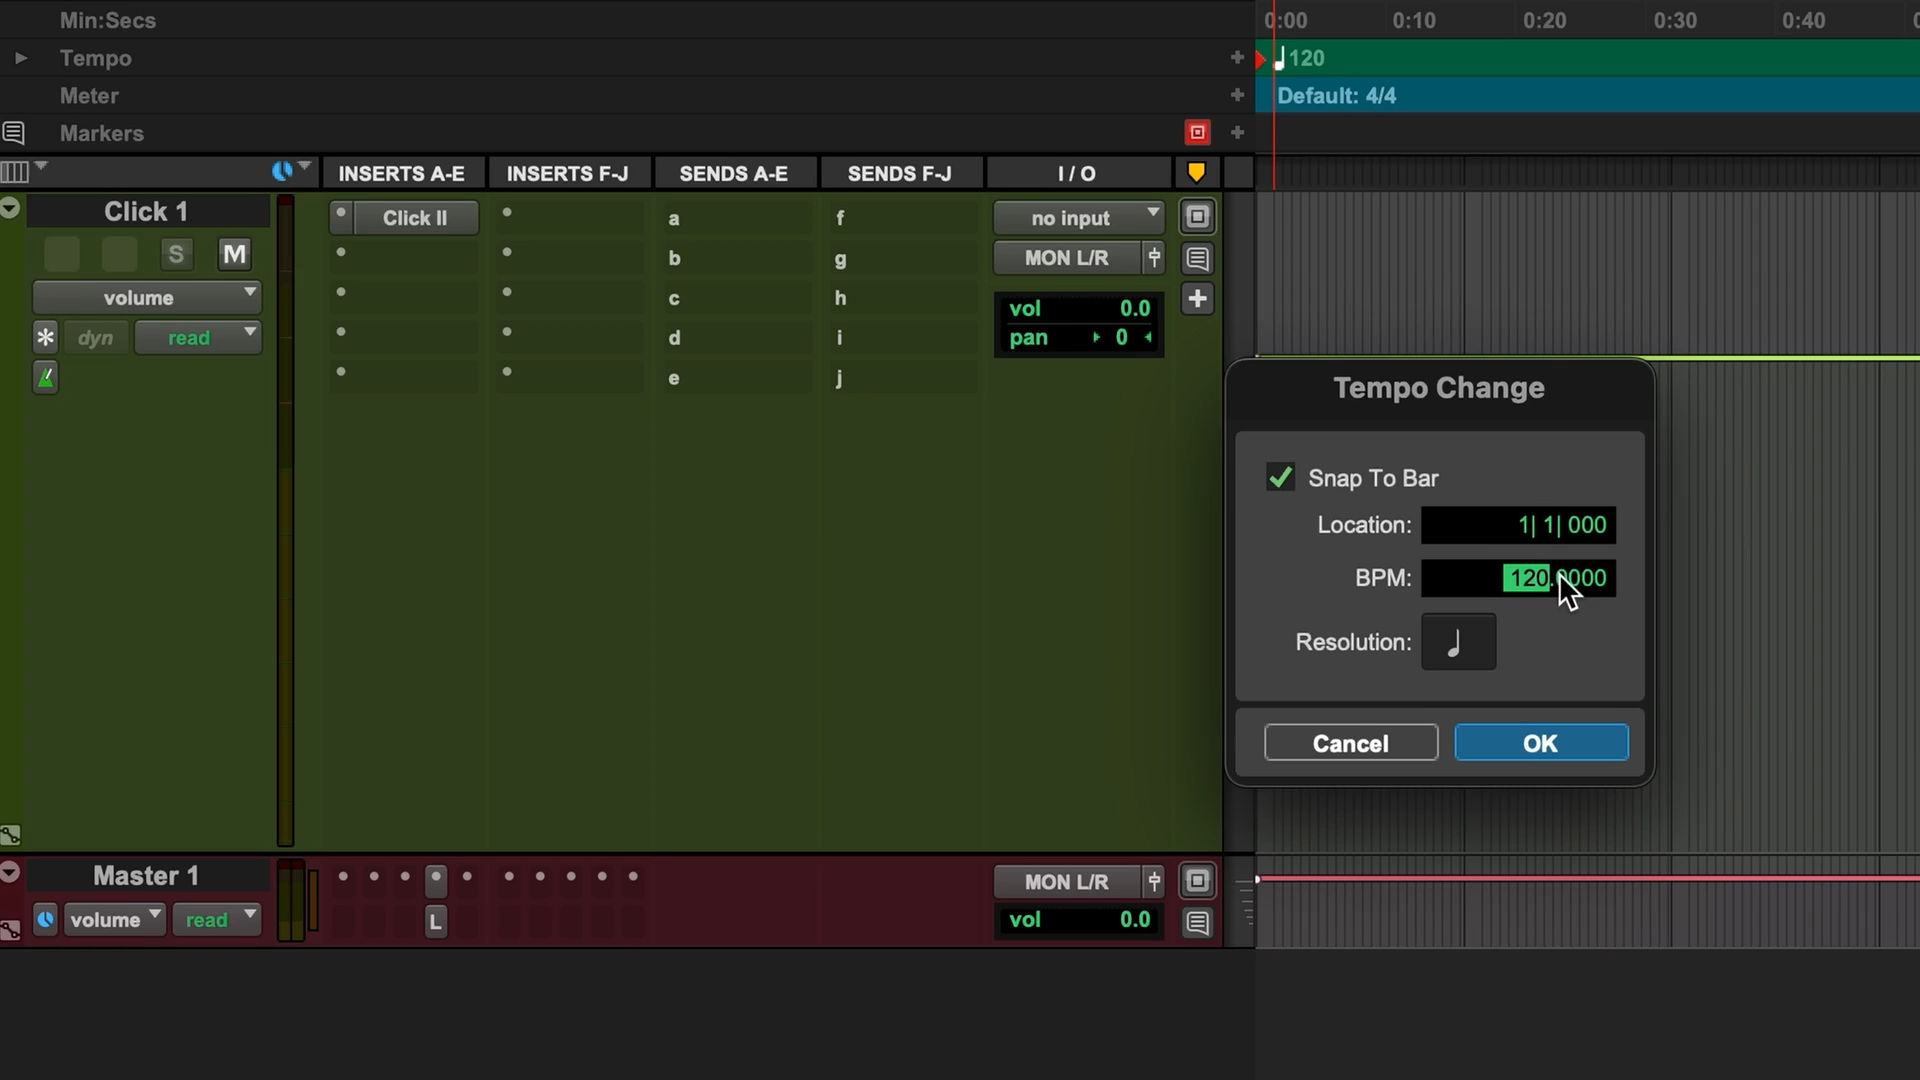 Min:Secs
0:00 0:10 0:20 0:30 0:40
Tempo
120
Meter
Default: 4/4
Markers
INSERTS A-E INSERTS F-J SENDS A-E SENDS F-J I / O
Click 1
S M
volume
dyn read
Click II
a
b
c
d
e
f
g
h
i
j
no input
MON L/R
vol 0.0
pan 0
Tempo Change
Snap To Bar
Location: 1| 1| 000
BPM: 120.0000
Resolution:
Cancel OK
Master 1
volume read
L
MON L/R
vol 0.0